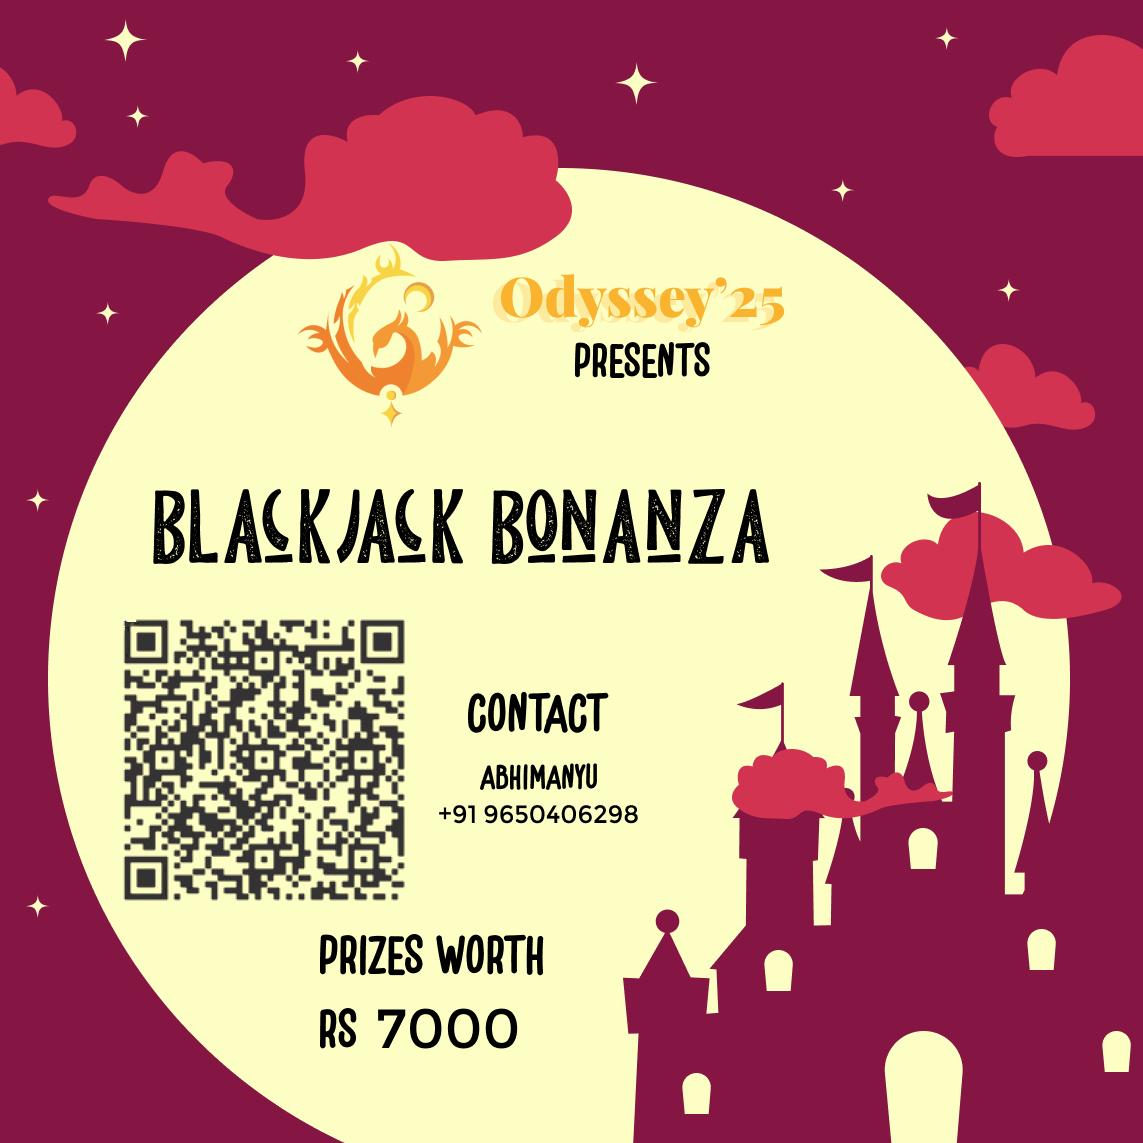 Odyssey'25
PRESENTS
BLACKJACK BONANZA
CONTACT
ABHIMANYU
+91 9650406298
PRIZES WORTH
RS 7000